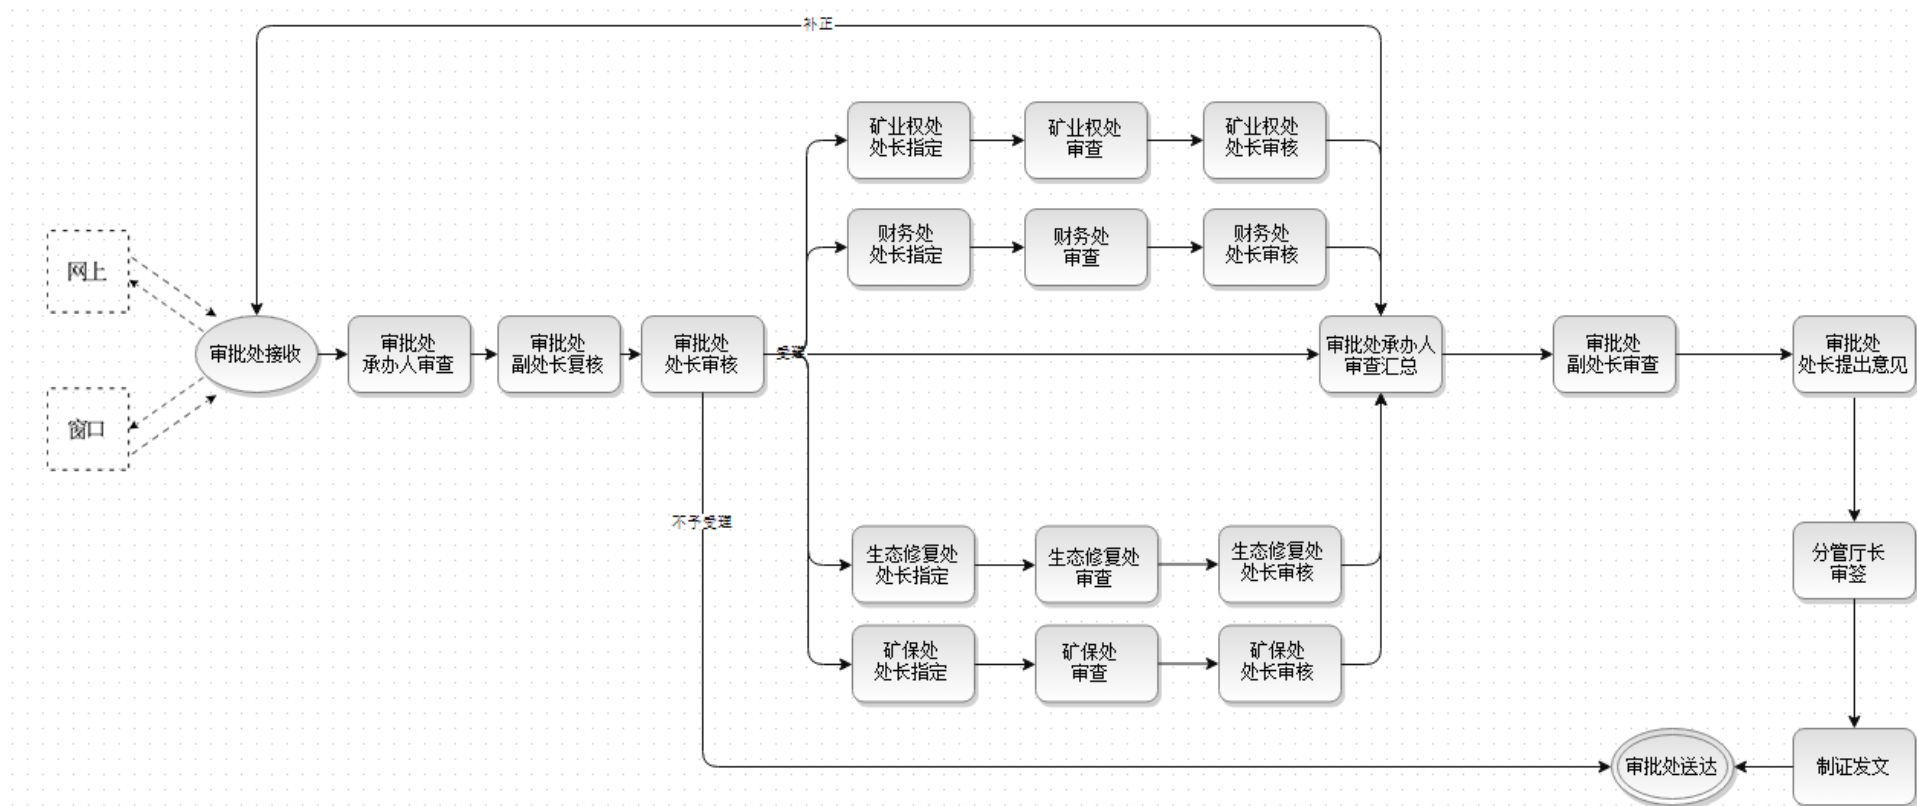 补正
矿业权处
处长指定
矿业权处
审查
矿业权处
处长审核
财务处
处长指定
财务处
审查
财务处
处长审核
网上
窗口
审批处接收
审批处
承办人审查
审批处
副处长复核
审批处
处长审核
受理
审批处承办人
审查汇总
审批处
副处长审查
审批处
处长提出意见
不予受理
生态修复处
处长指定
生态修复处
审查
生态修复处
处长审核
分管厅长
审签
矿保处
处长指定
矿保处
审查
矿保处
处长审核
审批处送达
制证发文